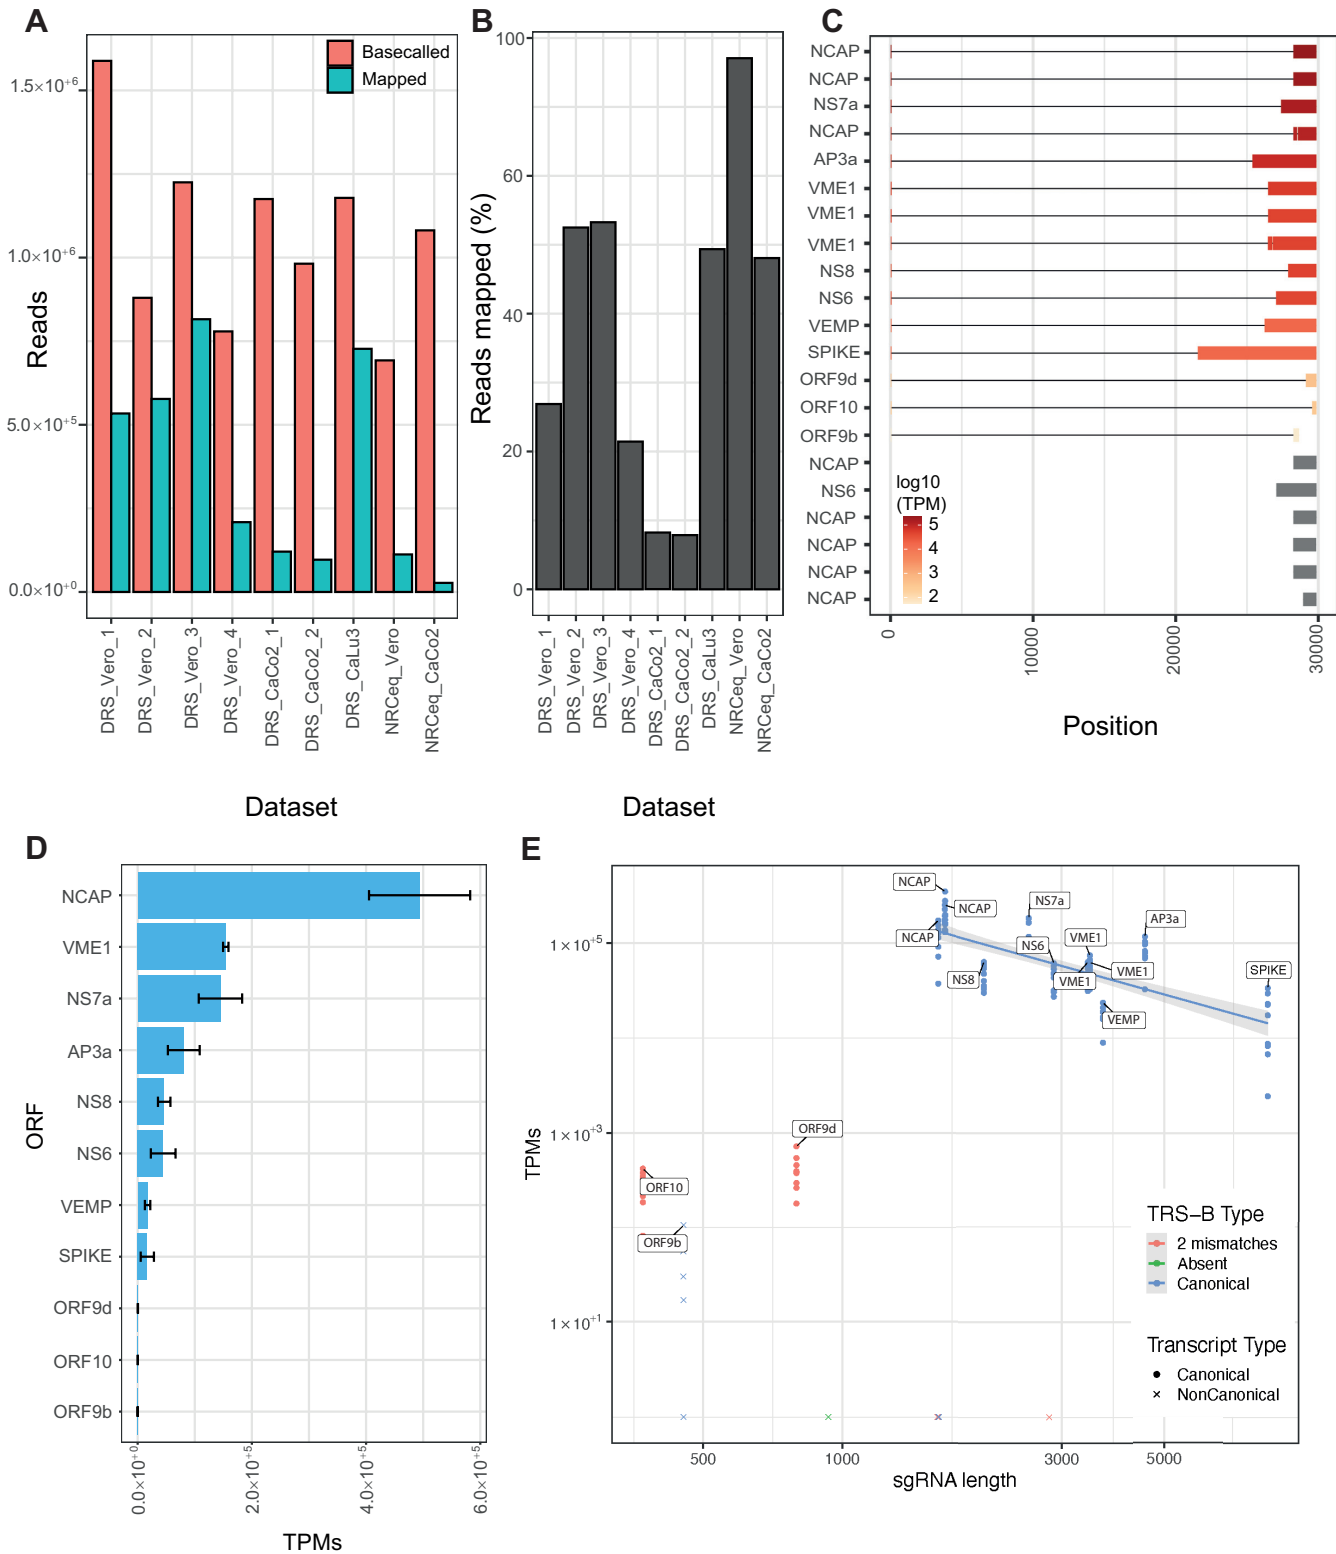 A
Basecalled
Mapped
1.5×10+6
1.0×10+6
5.0×10+5
0.0×10+0
Reads
DRS_Vero_1
DRS_Vero_2
DRS_Vero_3
DRS_Vero_4
DRS_CaCo2_1
DRS_CaCo2_2
DRS_CaLu3
NRCeq_Vero
NRCeq_CaCo2
Dataset
B
100
60
40
20
0
Reads mapped (%)
DRS_Vero_1
DRS_Vero_2
DRS_Vero_3
DRS_Vero_4
DRS_CaCo2_1
DRS_CaCo2_2
DRS_CaLu3
NRCeq_Vero
NRCeq_CaCo2
Dataset
C
NCAP
NCAP
NS7a
NCAP
AP3a
VME1
VME1
VME1
NS8
NS6
VEMP
SPIKE
ORF9d
ORF10
ORF9b
NCAP
NS6
NCAP
NCAP
NCAP
NCAP
log10
(TPM)
5
4
3
2
0
10000
20000
30000
Position
D
NCAP
VME1
NS7a
AP3a
NS8
NS6
VEMP
SPIKE
ORF9d
ORF10
ORF9b
ORF
0.0×10+0
2.0×10+5
4.0×10+5
6.0×10+5
TPMs
E
NCAP
NCAP
NCAP
NS7a
AP3a
NS6
VME1
NS8
VME1
VME1
SPIKE
VEMP
ORF9d
ORF10
ORF9b
1×10+5
1×10+3
1×10+1
TPMs
TRS−B Type
2 mismatches
Absent
Canonical
Transcript Type
Canonical
NonCanonical
500
1000
3000
5000
sgRNA length